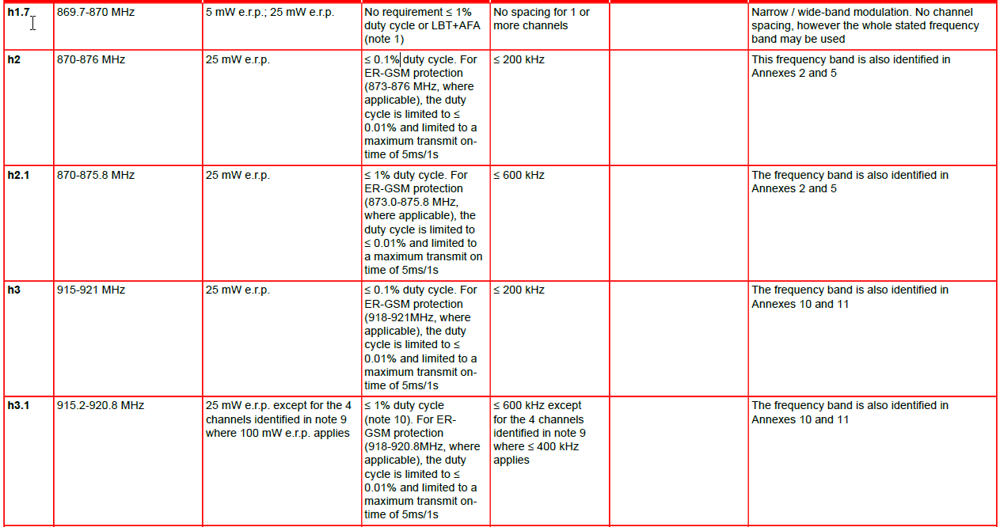 h1.7
869.7-870 MHz
5 mW e.r.p.; 25 mW e.r.p.
No requirement ≤ 1%
duty cycle or LBT+AFA
(note 1)
No spacing for 1 or
more channels
Narrow / wide-band modulation. No channel
spacing, however the whole stated frequency
band may be used
h2
870-876 MHz
25 mW e.r.p.
≤ 0.1% duty cycle. For
ER-GSM protection
(873-876 MHz, where
applicable), the duty
cycle is limited to ≤
0.01% and limited to a
maximum transmit on-
time of 5ms/1s
≤ 200 kHz
This frequency band is also identified in
Annexes 2 and 5
h2.1
870-875.8 MHz
25 mW e.r.p.
≤ 1% duty cycle. For
ER-GSM protection
(873.0-875.8 MHz,
where applicable), the
duty cycle is limited to
≤ 0.01% and limited to
a maximum transmit on
time of 5ms/1s
≤ 600 kHz
The frequency band is also identified in
Annexes 2 and 5
h3
915-921 MHz
25 mW e.r.p.
≤ 0.1% duty cycle. For
ER-GSM protection
(918-921MHz, where
applicable), the duty
cycle is limited to ≤
0.01% and limited to a
maximum transmit on-
time of 5ms/1s
≤ 200 kHz
The frequency band is also identified in
Annexes 10 and 11
h3.1
915.2-920.8 MHz
25 mW e.r.p. except for the 4
channels identified in note 9
where 100 mW e.r.p. applies
≤ 1% duty cycle
(note 10). For ER-
GSM protection
(918-920.8MHz, where
applicable), the duty
cycle is limited to ≤
0.01% and limited to a
maximum transmit on-
time of 5ms/1s
≤ 600 kHz except
for the 4 channels
identified in note 9
where ≤ 400 kHz
applies
The frequency band is also identified in
Annexes 10 and 11